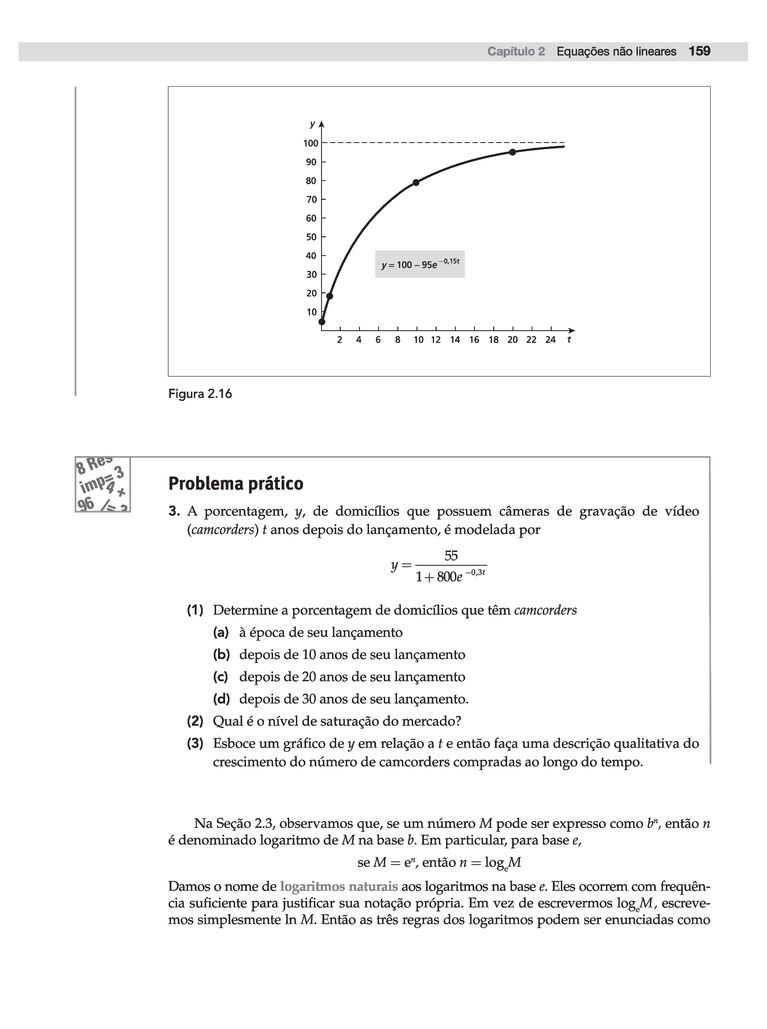 Capítulo 2 Equações não lineares 159
y
100
90
80
70
60
50
40
30
20
10
y = 100 – 95e^–0,15t
2 4 6 8 10 12 14 16 18 20 22 24 t
Figura 2.16
8 Res
imp= 3
4 +
96
Problema prático
3. A porcentagem, y, de domicílios que possuem câmeras de gravação de vídeo
(camcorders) t anos depois do lançamento, é modelada por
y = 55 / (1 + 800e^–0,3t)
(1) Determine a porcentagem de domicílios que têm camcorders
(a) à época de seu lançamento
(b) depois de 10 anos de seu lançamento
(c) depois de 20 anos de seu lançamento
(d) depois de 30 anos de seu lançamento.
(2) Qual é o nível de saturação do mercado?
(3) Esboce um gráfico de y em relação a t e então faça uma descrição qualitativa do
crescimento do número de camcorders compradas ao longo do tempo.
Na Seção 2.3, observamos que, se um número M pode ser expresso como bⁿ, então n
é denominado logaritmo de M na base b. Em particular, para base e,
se M = eⁿ, então n = logₑM
Damos o nome de logaritmos naturais aos logaritmos na base e. Eles ocorrem com frequên-
cia suficiente para justificar sua notação própria. Em vez de escrevermos logₑM, escreve-
mos simplesmente ln M. Então as três regras dos logaritmos podem ser enunciadas como